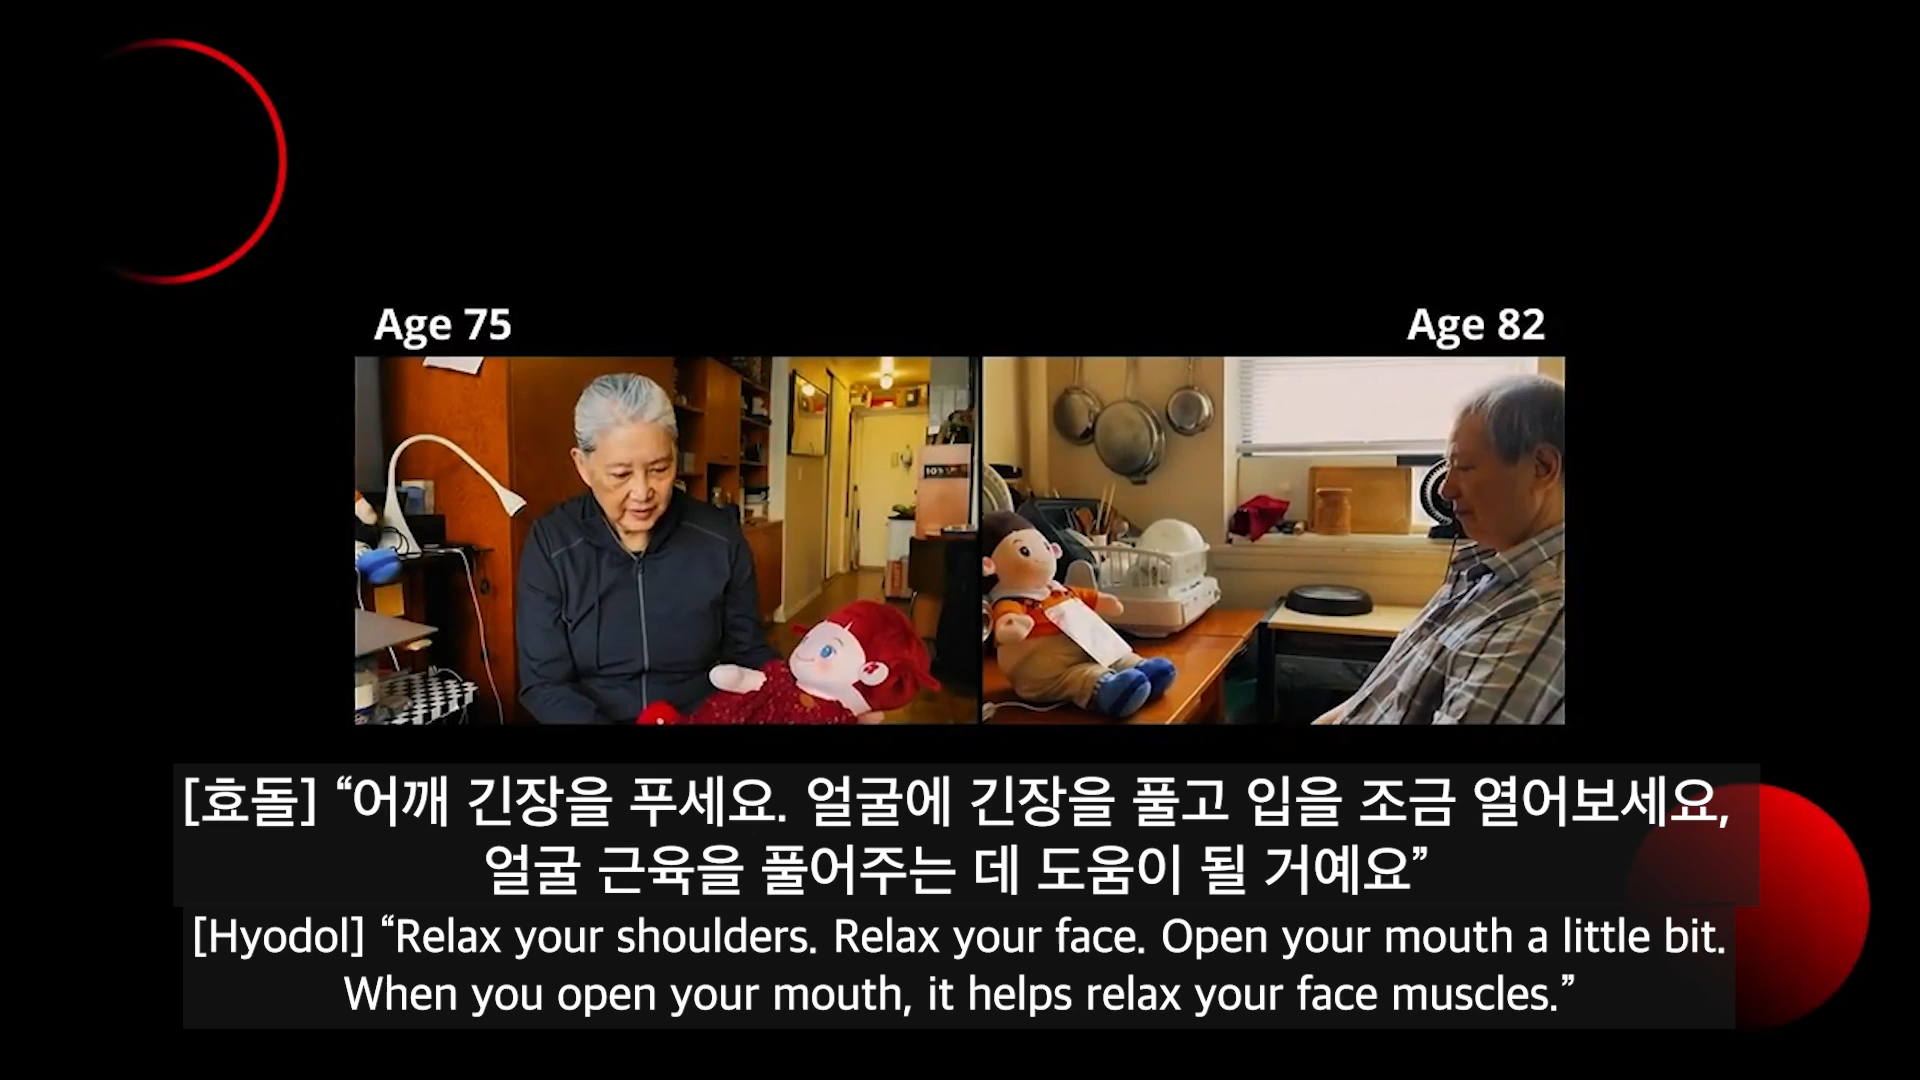 Age 75
Age 82
[효돌] “어깨 긴장을 푸세요. 얼굴에 긴장을 풀고 입을 조금 열어보세요,
얼굴 근육을 풀어주는 데 도움이 될 거예요”
[Hyodol] “Relax your shoulders. Relax your face. Open your mouth a little bit.
When you open your mouth, it helps relax your face muscles.”